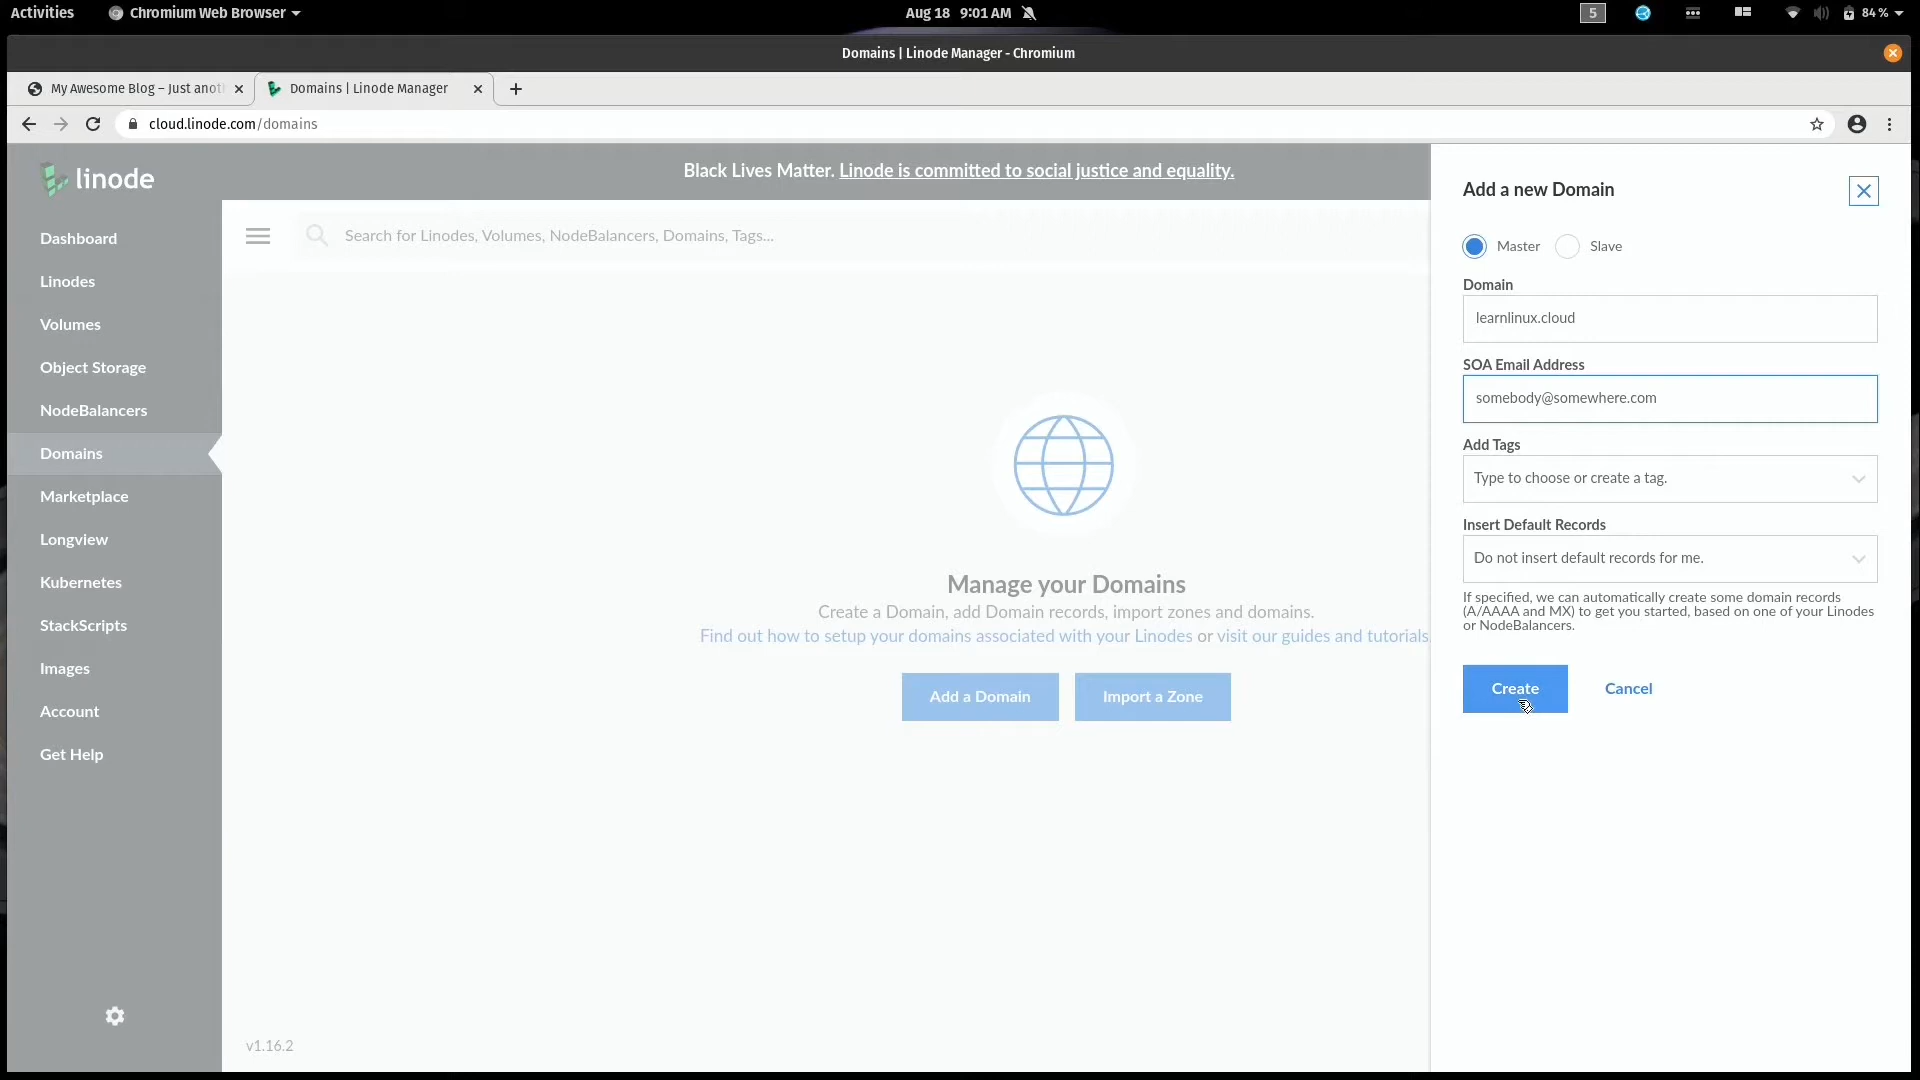 Activities
Chromium Web Browser
Aug 18 9:01 AM
5
84 %
Domains | Linode Manager - Chromium
My Awesome Blog – Just anot
Domains | Linode Manager
cloud.linode.com/domains
linode
Black Lives Matter. Linode is committed to social justice and equality.
Search for Linodes, Volumes, NodeBalancers, Domains, Tags...
Dashboard
Linodes
Volumes
Object Storage
NodeBalancers
Domains
Marketplace
Longview
Kubernetes
StackScripts
Images
Account
Get Help
Manage your Domains
Create a Domain, add Domain records, import zones and domains.
Find out how to setup your domains associated with your Linodes or visit our guides and tutorials.
Add a Domain
Import a Zone
v1.16.2
Add a new Domain
Master
Slave
Domain
learnlinux.cloud
SOA Email Address
somebody@somewhere.com
Add Tags
Type to choose or create a tag.
Insert Default Records
Do not insert default records for me.
If specified, we can automatically create some domain records
(A/AAAA and MX) to get you started, based on one of your Linodes
or NodeBalancers.
Create
Cancel